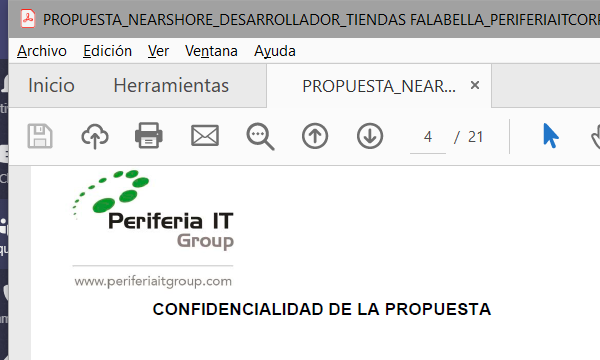 PROPUESTA_NEARSHORE_DESARROLLADOR_TIENDAS FALABELLA_PERIFERIAITCORP
Archivo Edición Ver Ventana Ayuda
Inicio Herramientas PROPUESTA_NEAR... ×
4 / 21
Periferia IT
Group
www.periferiaitgroup.com
CONFIDENCIALIDAD DE LA PROPUESTA